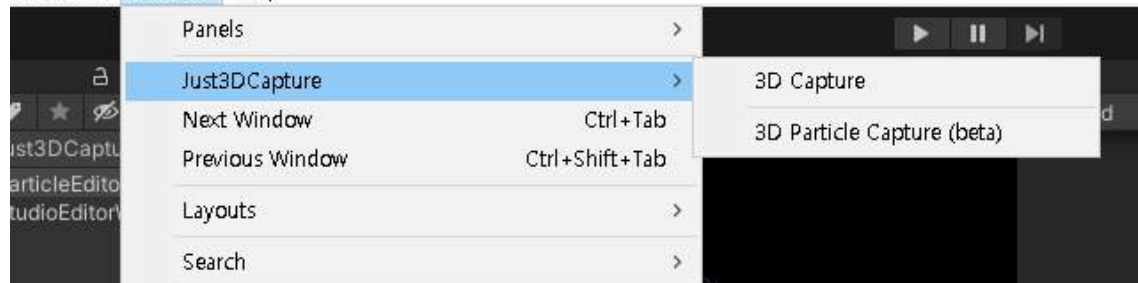 Panels
Just3DCapture
Next Window Ctrl+Tab
Previous Window Ctrl+Shift+Tab
Layouts
Search
3D Capture
3D Particle Capture (beta)